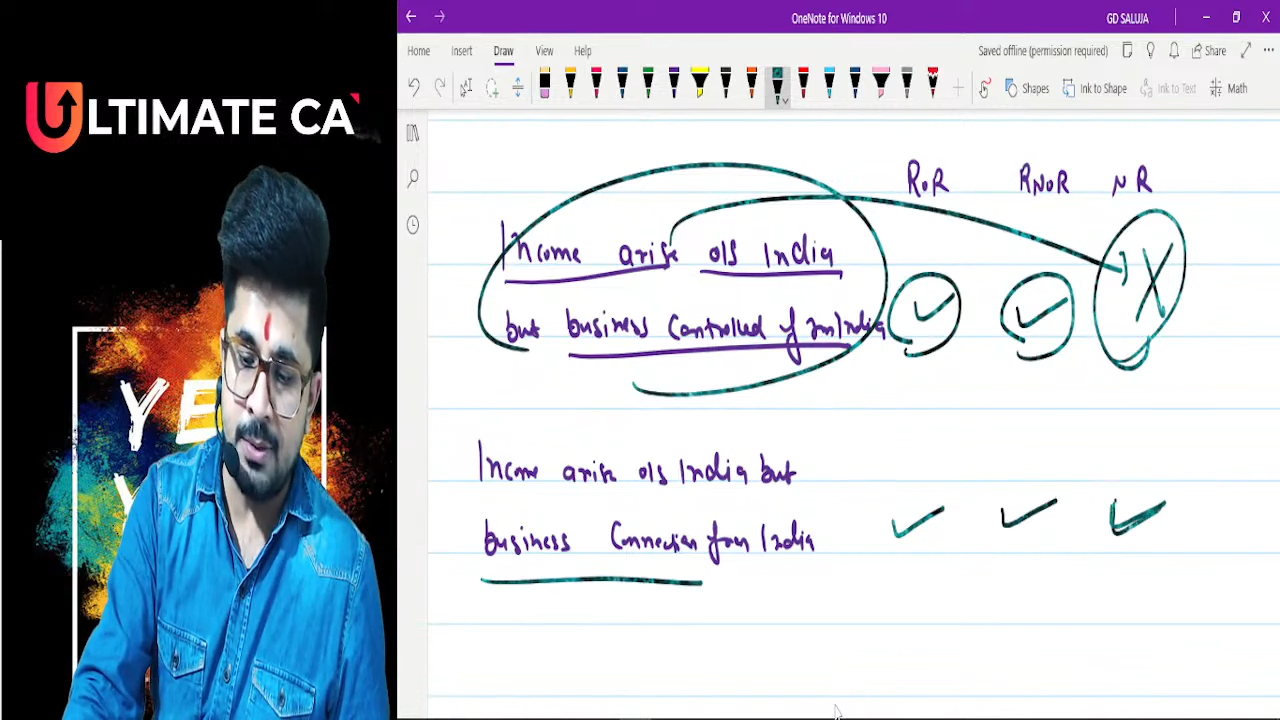 ULTIMATE CA
YE
OneNote for Windows 10
GD SALUJA
Home Insert Draw View Help
Saved offline (permission required)
Share
Shapes
Ink to Shape
Ink to Text
Math
ROR RNOR NR
Income arise o/s India
but business Controlled from India
Income arise o/s India but
business Connection from India